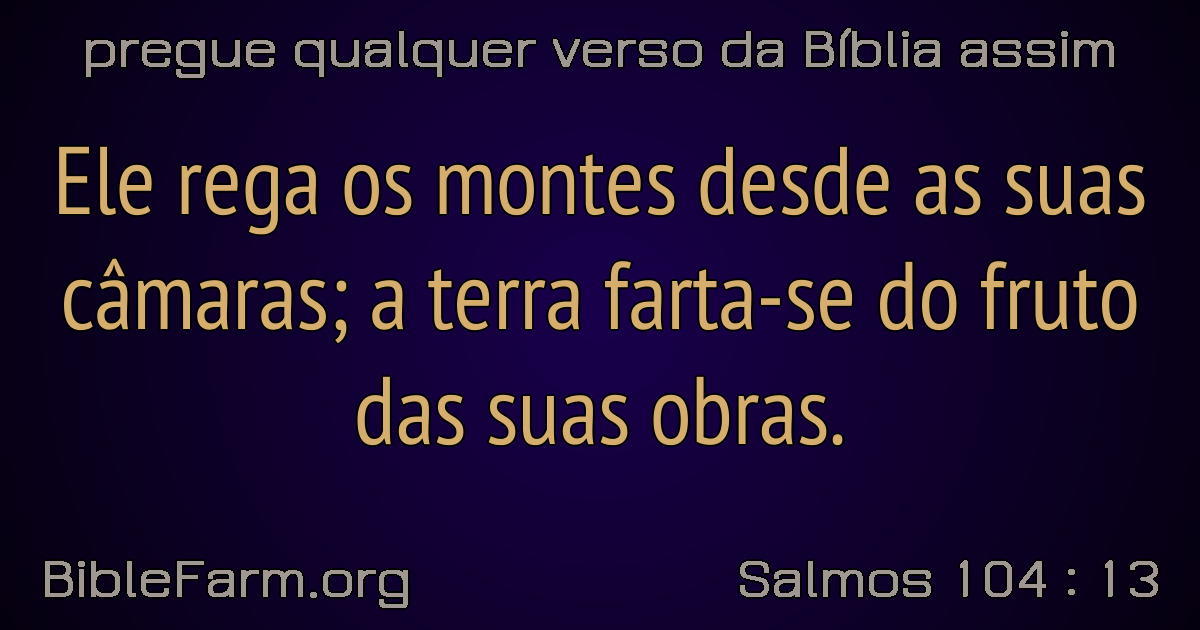 pregue qualquer verso da Bíblia assim
Ele rega os montes desde as suas
câmaras; a terra farta-se do fruto
das suas obras.
BibleFarm.org
Salmos 104 : 13